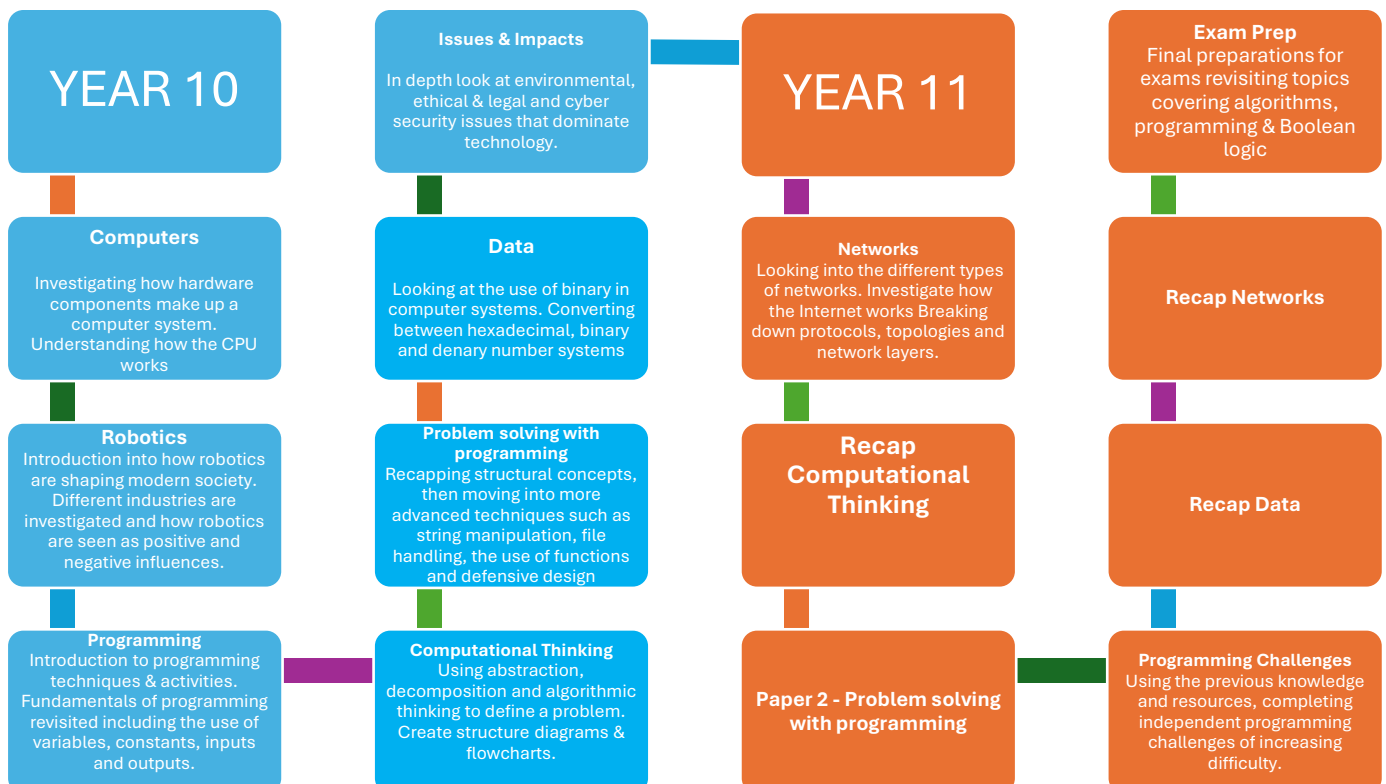 YEAR 10
Computers
Investigating how hardware
components make up a
computer system.
Understanding how the CPU
works
Robotics
Introduction into how robotics
are shaping modern society.
Different industries are
investigated and how robotics
are seen as positive and
negative influences.
Programming
Introduction to programming
techniques & activities.
Fundamentals of programming
revisited including the use of
variables, constants, inputs
and outputs.
Computational Thinking
Using abstraction,
decomposition and algorithmic
thinking to define a problem.
Create structure diagrams &
flowcharts.
Problem solving with
programming
Recapping structural concepts,
then moving into more
advanced techniques such as
string manipulation, file
handling, the use of functions
and defensive design
Data
Looking at the use of binary in
computer systems. Converting
between hexadecimal, binary
and denary number systems
Issues & Impacts
In depth look at environmental,
ethical & legal and cyber
security issues that dominate
technology.
YEAR 11
Networks
Looking into the different types
of networks. Investigate how
the Internet works Breaking
down protocols, topologies and
network layers.
Recap
Computational
Thinking
Paper 2 - Problem solving
with programming
Programming Challenges
Using the previous knowledge
and resources, completing
independent programming
challenges of increasing
difficulty.
Recap Data
Recap Networks
Exam Prep
Final preparations for
exams revisiting topics
covering algorithms,
programming & Boolean
logic